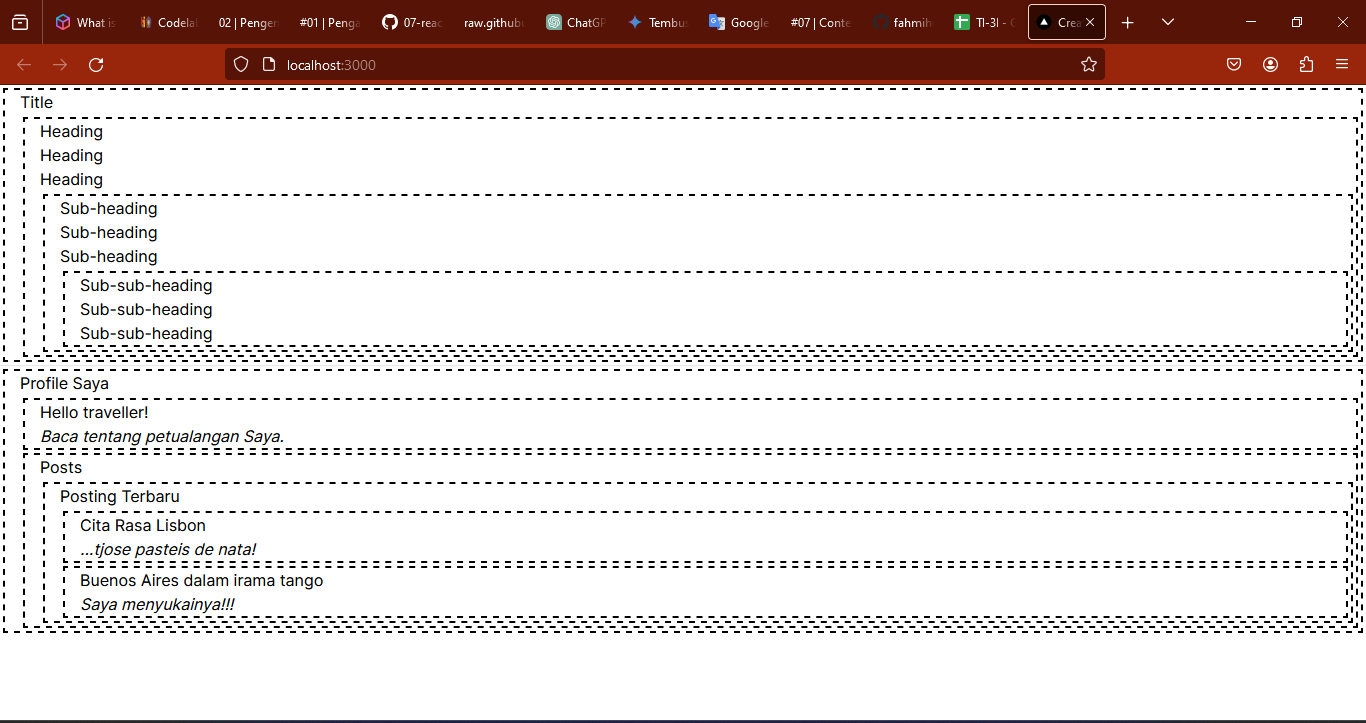 What is
Codelal
02 | Pengen
#01 | Penga
07-reac
raw.github
ChatGP
Tembus
Google
#07 | Conte
fahmih
TI-3I - 
Crea
localhost:3000
Title
Heading
Heading
Heading
Sub-heading
Sub-heading
Sub-heading
Sub-sub-heading
Sub-sub-heading
Sub-sub-heading
Profile Saya
Hello traveller!
Baca tentang petualangan Saya.
Posts
Posting Terbaru
Cita Rasa Lisbon
...tjose pasteis de nata!
Buenos Aires dalam irama tango
Saya menyukainya!!!